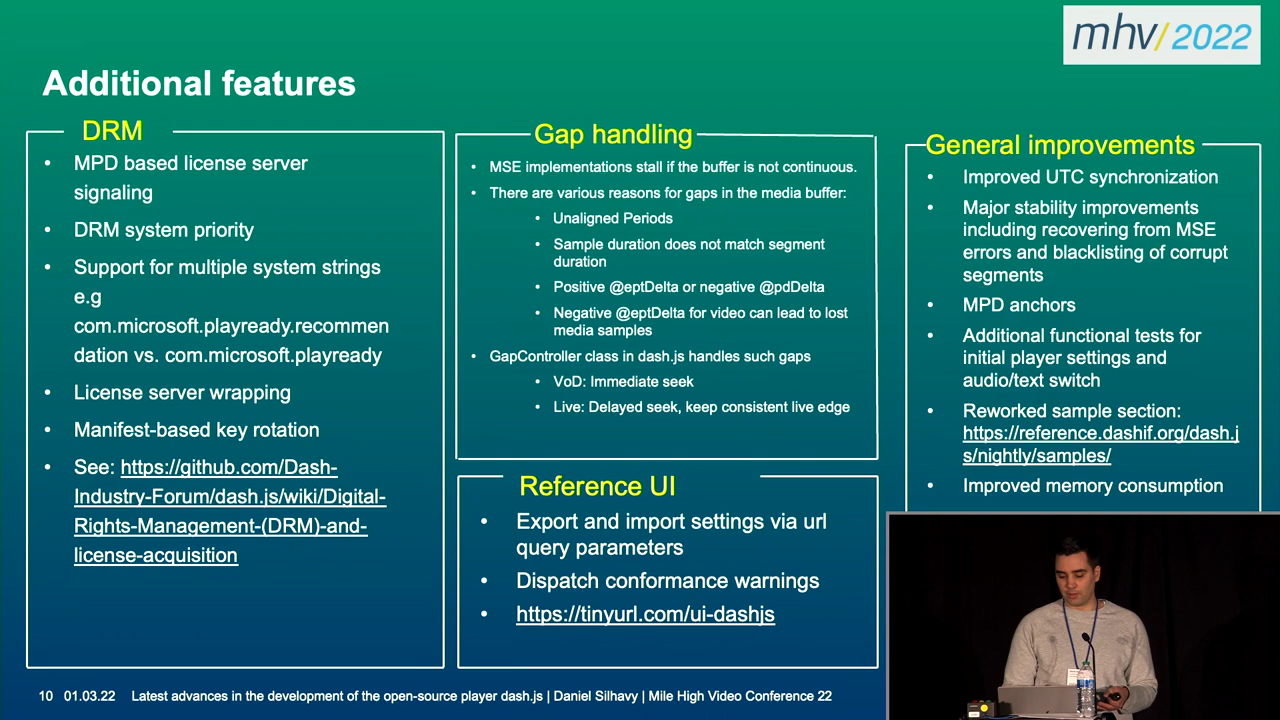 mhv/2022
Additional features
DRM
• MPD based license server
signaling
• DRM system priority
• Support for multiple system strings
e.g
com.microsoft.playready.recommen
dation vs. com.microsoft.playready
• License server wrapping
• Manifest-based key rotation
• See: https://github.com/Dash-
Industry-Forum/dash.js/wiki/Digital-
Rights-Management-(DRM)-and-
license-acquisition
Gap handling
• MSE implementations stall if the buffer is not continuous.
• There are various reasons for gaps in the media buffer:
• Unaligned Periods
• Sample duration does not match segment
duration
• Positive @eptDelta or negative @pdDelta
• Negative @eptDelta for video can lead to lost
media samples
• GapController class in dash.js handles such gaps
• VoD: Immediate seek
• Live: Delayed seek, keep consistent live edge
Reference UI
• Export and import settings via url
query parameters
• Dispatch conformance warnings
• https://tinyurl.com/ui-dashjs
General improvements
• Improved UTC synchronization
• Major stability improvements
including recovering from MSE
errors and blacklisting of corrupt
segments
• MPD anchors
• Additional functional tests for
initial player settings and
audio/text switch
• Reworked sample section:
https://reference.dashif.org/dash.j
s/nightly/samples/
• Improved memory consumption
10 01.03.22 Latest advances in the development of the open-source player dash.js | Daniel Silhavy | Mile High Video Conference 22